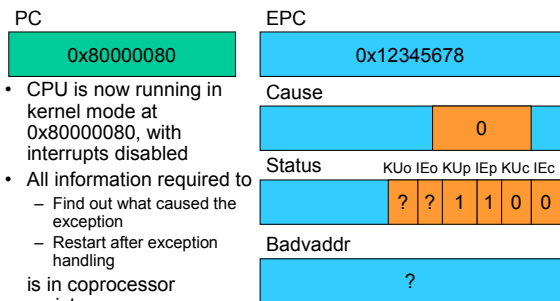 PC
0x80000080
• CPU is now running in
kernel mode at
0x80000080, with
interrupts disabled
• All information required to
– Find out what caused the
exception
– Restart after exception
handling
is in coprocessor
EPC
0x12345678
Cause
0
Status
KUo IEo KUp IEp KUc IEc
? ? 1 1 0 0
Badvaddr
?